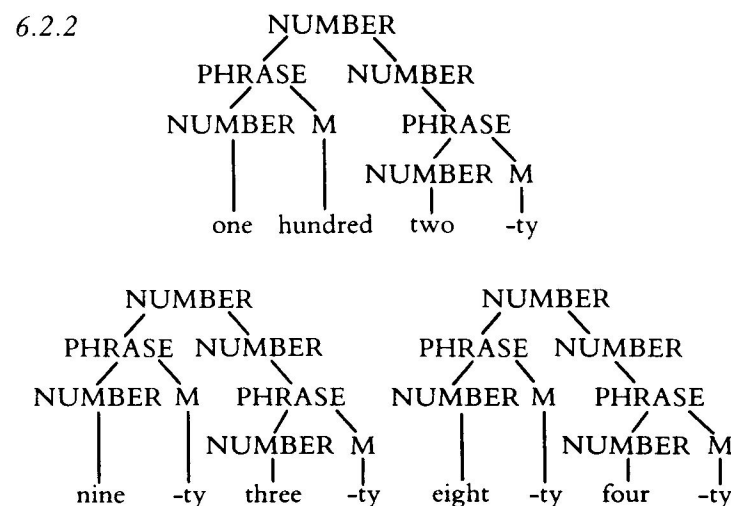 6.2.2 NUMBER
PHRASE NUMBER
NUMBER M PHRASE
NUMBER M
one hundred two -ty
NUMBER NUMBER
PHRASE NUMBER PHRASE NUMBER
NUMBER M PHRASE NUMBER M PHRASE
NUMBER M NUMBER M
nine -ty three -ty eight -ty four -ty